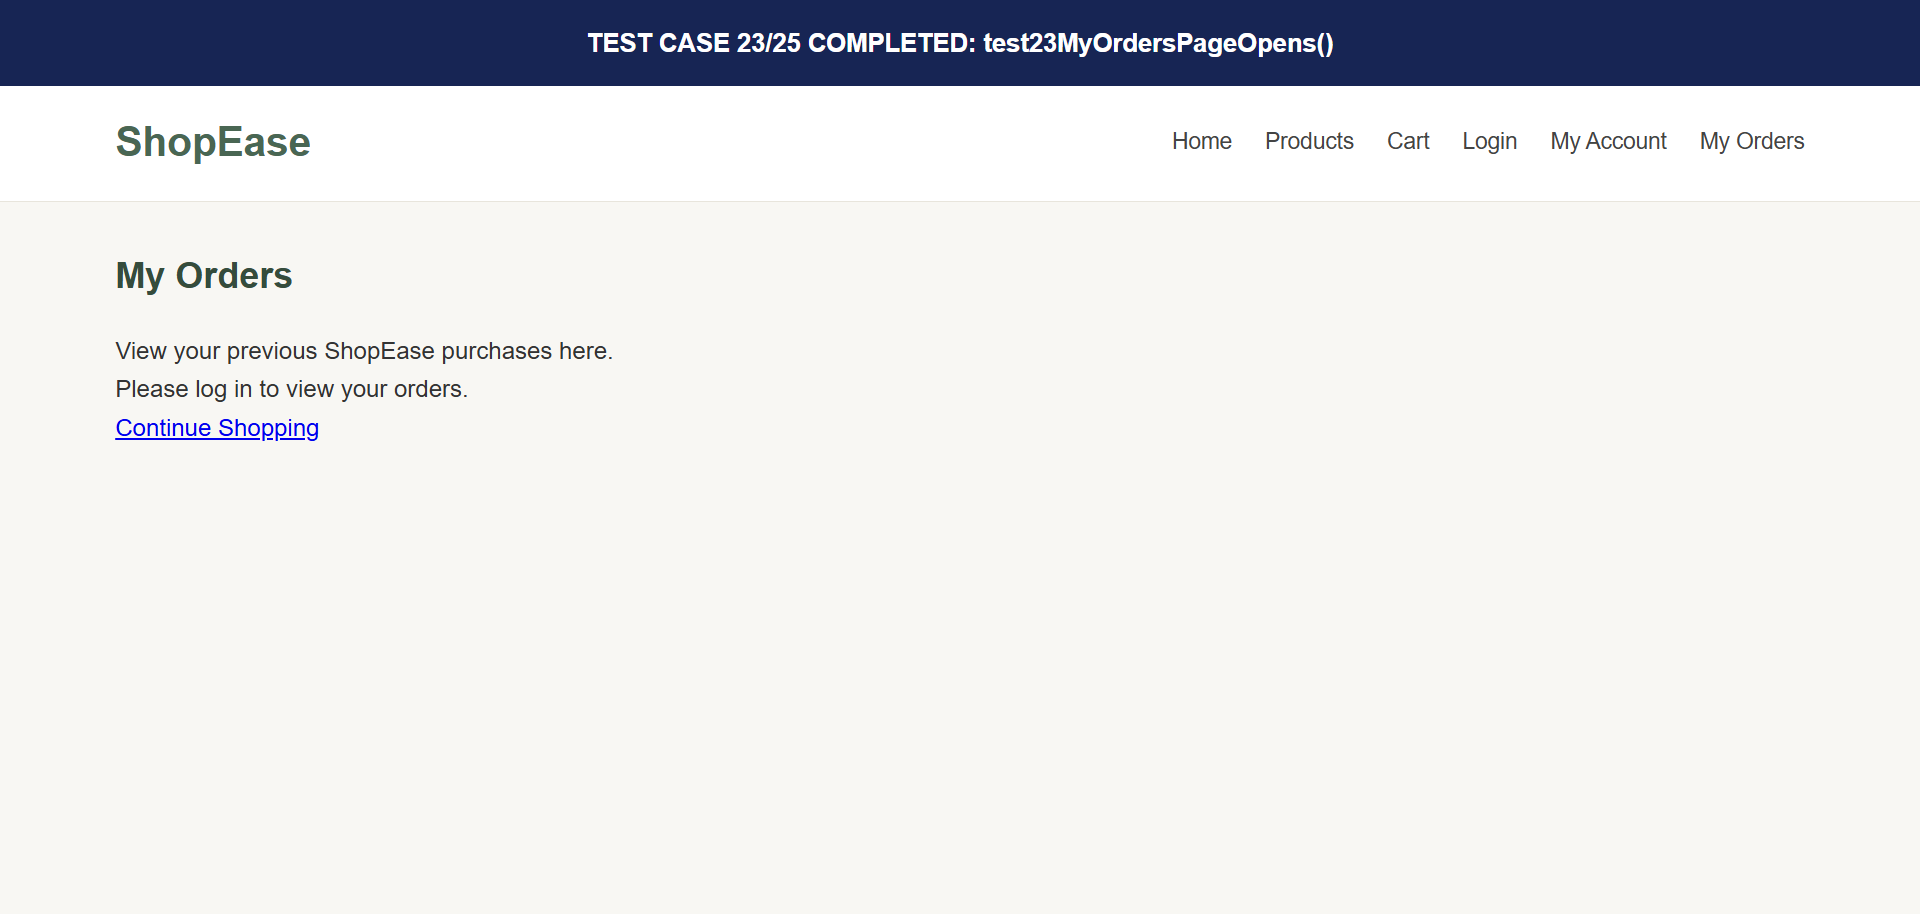 TEST CASE 23/25 COMPLETED: test23MyOrdersPageOpens()
ShopEase
Home Products Cart Login My Account My Orders
My Orders
View your previous ShopEase purchases here.
Please log in to view your orders.
Continue Shopping